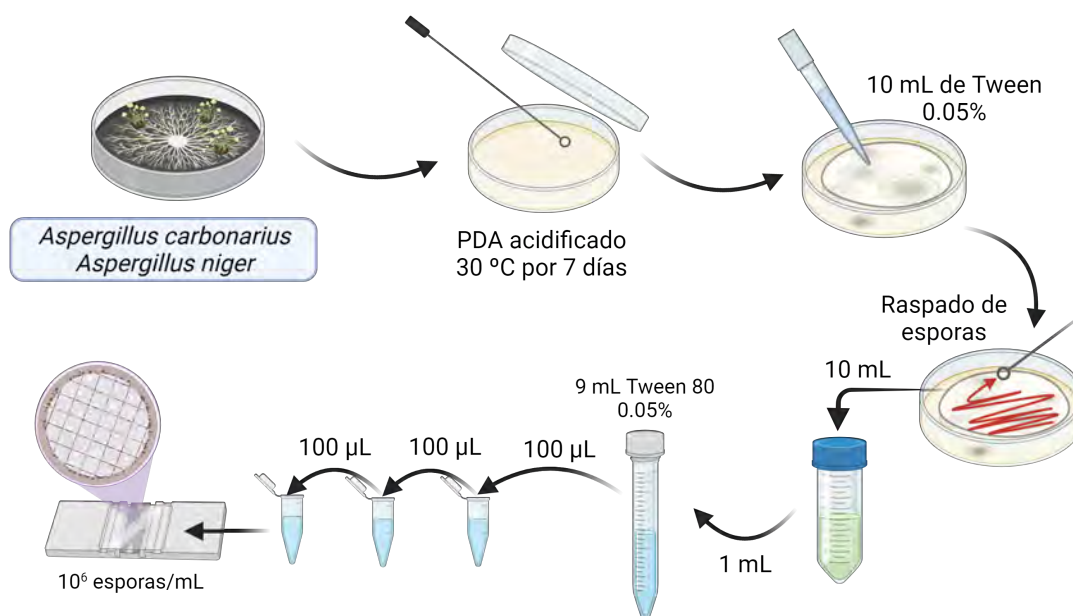 Aspergillus carbonarius
Aspergillus niger
PDA acidificado
30 ºC por 7 días
10 mL de Tween
0.05%
Raspado de
esporas
10 mL
1 mL
9 mL Tween 80
0.05%
100 µL
100 µL
100 µL
10⁶ esporas/mL